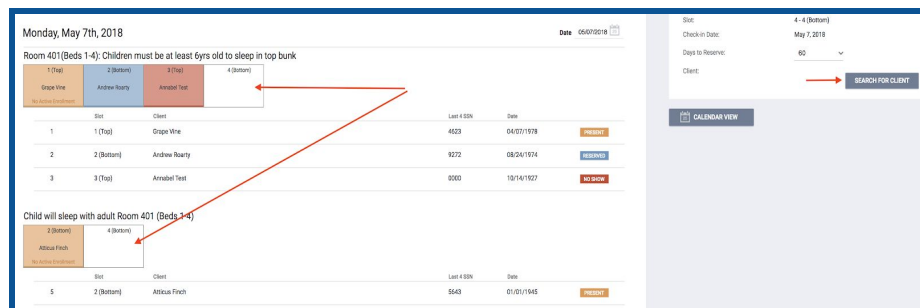 Monday, May 7th, 2018
Date 05/07/2018
Room 401(Beds 1-4): Children must be at least 6yrs old to sleep in top bunk
1 (Top) 2 (Bottom) 3 (Top) 4 (Bottom)
Grape Vine Andrew Roarty Annabel Test
No Active Enrollment
Slot Client Last 4 SSN Date
1 1 (Top) Grape Vine 4623 04/07/1978 PRESENT
2 2 (Bottom) Andrew Roarty 9272 08/24/1974 RESERVED
3 3 (Top) Annabel Test 0000 10/14/1927 NO SHOW
Child will sleep with adult Room 401 (Beds 1-4)
2 (Bottom) 4 (Bottom)
Atticus Finch
No Active Enrollment
Slot Client Last 4 SSN Date
5 2 (Bottom) Atticus Finch 5643 01/01/1945 PRESENT
Slot: 4 - 4 (Bottom)
Check-in Date: May 7, 2018
Days to Reserve: 60
Client:
SEARCH FOR CLIENT
CALENDAR VIEW